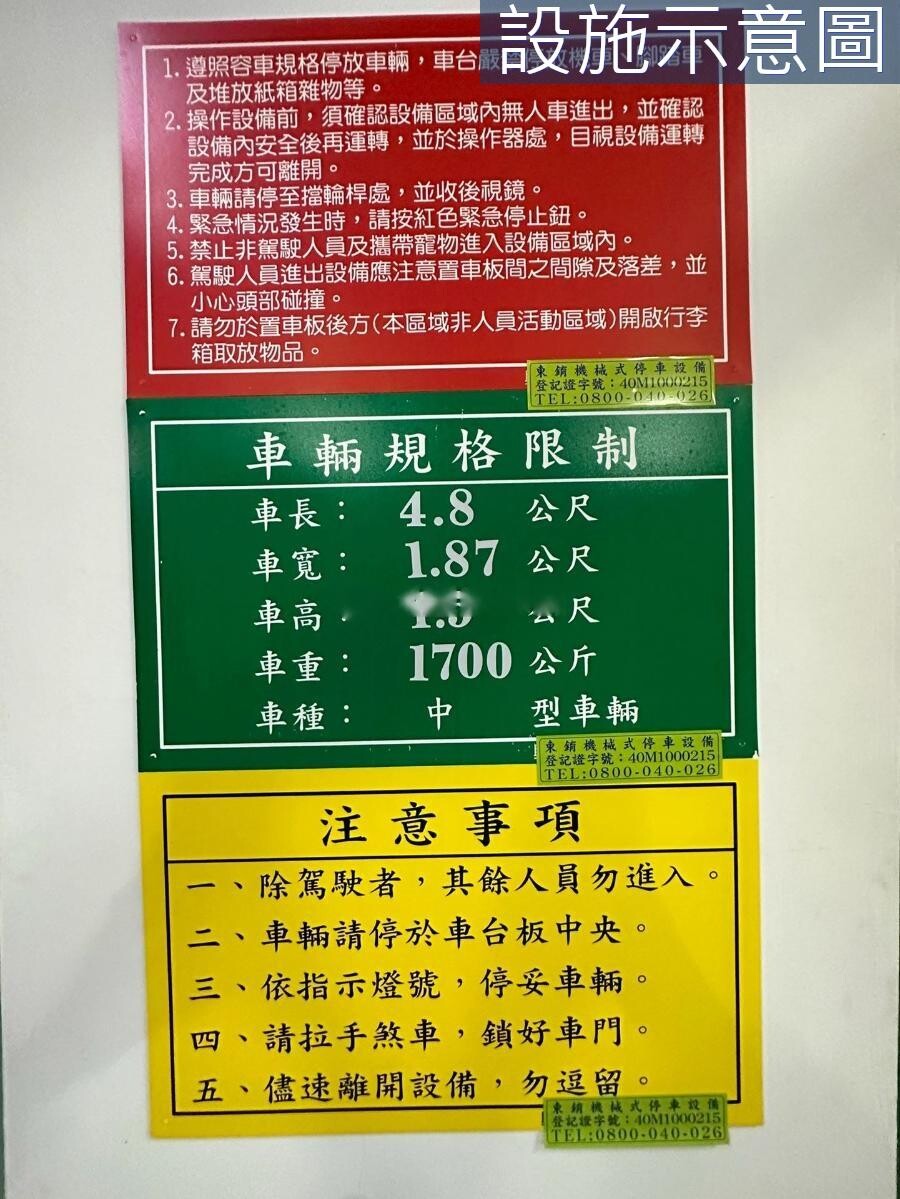 設施示意圖
1. 遵照容車規格停放車輛，車台嚴禁停放機車、腳踏車
及堆放紙箱雜物等。
2. 操作設備前，須確認設備區域內無人車進出，並確認
設備內安全後再運轉，並於操作器處，目視設備運轉
完成方可離開。
3. 車輛請停至擋輪桿處，並收後視鏡。
4. 緊急情況發生時，請按紅色緊急停止鈕。
5. 禁止非駕駛人員及攜帶寵物進入設備區域內。
6. 駕駛人員進出設備應注意置車板間之間隙及落差，並
小心頭部碰撞。
7. 請勿於置車板後方(本區域非人員活動區域)開啟行李
箱取放物品。
東銷機械式停車設備
登記證字號：40M1000215
TEL:0800-040-026
車輛規格限制
車長： 4.8 公尺
車寬： 1.87 公尺
車高 公尺
車重： 1700 公斤
車種： 中 型車輛
東銷機械式停車設備
登記證字號：40M1000215
TEL:0800-040-026
注意事項
一、除駕駛者，其餘人員勿進入。
二、車輛請停於車台板中央。
三、依指示燈號，停妥車輛。
四、請拉手煞車，鎖好車門。
五、儘速離開設備，勿逗留。
東銷機械式停車設備
登記證字號：40M1000215
TEL:0800-040-026